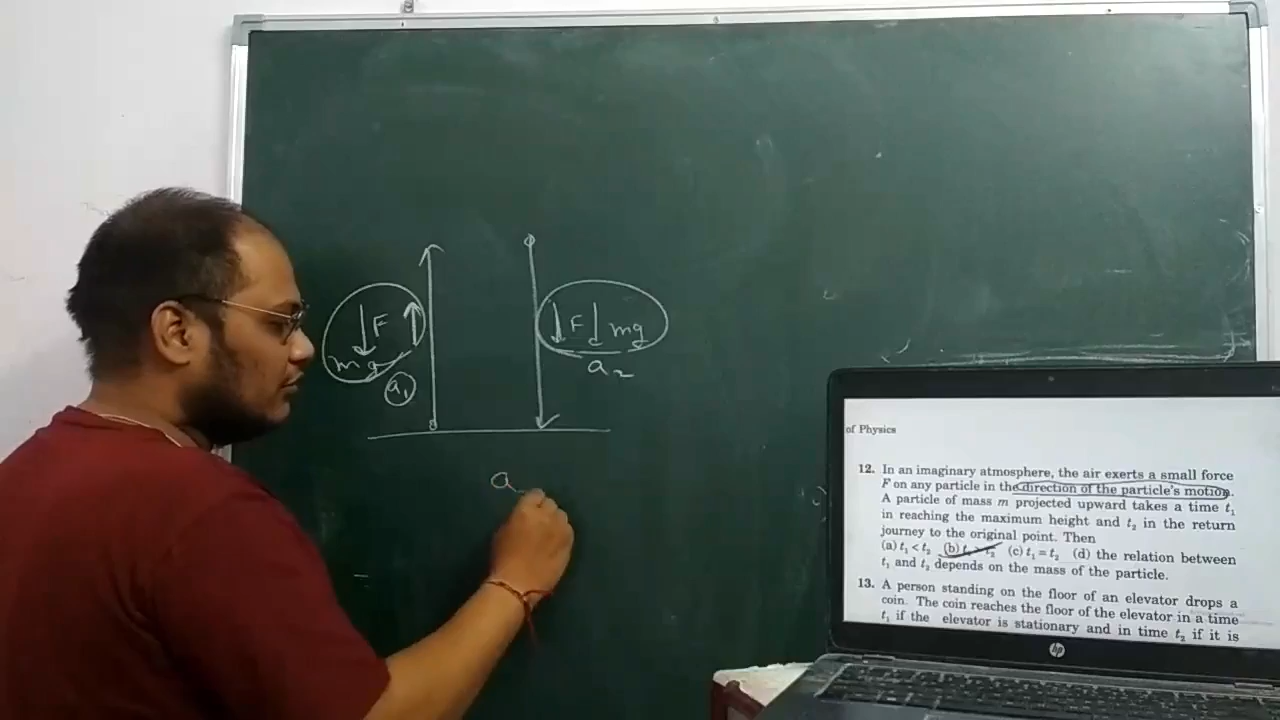 F
mg
a₁
F mg
a₂
a
of Physics
12. In an imaginary atmosphere, the air exerts a small force
F on any particle in the direction of the particle's motion.
A particle of mass m projected upward takes a time t₁
in reaching the maximum height and t₂ in the return
journey to the original point. Then
(a) t₁ < t₂ (b) t₁ > t₂ (c) t₁ = t₂ (d) the relation between
t₁ and t₂ depends on the mass of the particle.
13. A person standing on the floor of an elevator drops a
coin. The coin reaches the floor of the elevator in a time
t₁ if the elevator is stationary and in time t₂ if it is
hp